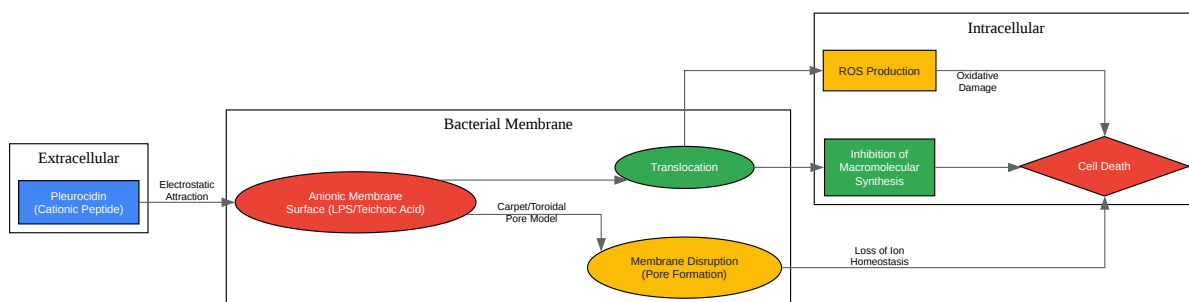 Intracellular
ROS Production
Oxidative
Damage
Bacterial Membrane
Extracellular
Pleurocidin
(Cationic Peptide)
Electrostatic
Attraction
Anionic Membrane
Surface (LPS/Teichoic Acid)
Translocation
Inhibition of
Macromolecular
Synthesis
Cell Death
Carpet/Toroidal
Pore Model
Membrane Disruption
(Pore Formation)
Loss of Ion
Homeostasis